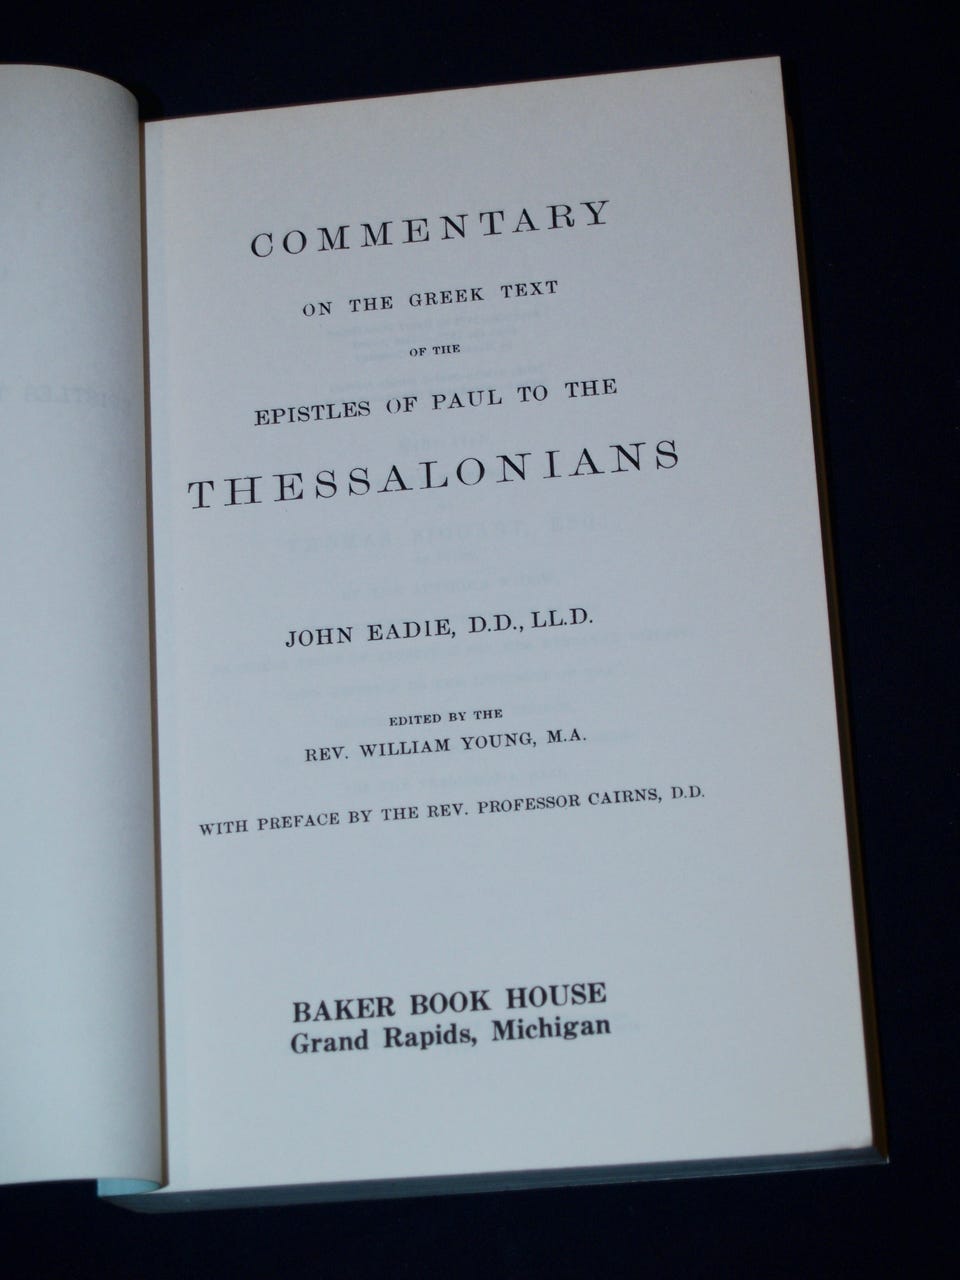 COMMENTARY
ON THE GREEK TEXT
OF THE
EPISTLES OF PAUL TO THE
THESSALONIANS
JOHN EADIE, D.D., LL.D.
EDITED BY THE
REV. WILLIAM YOUNG, M.A.
WITH PREFACE BY THE REV. PROFESSOR CAIRNS, D.D.
BAKER BOOK HOUSE
Grand Rapids, Michigan